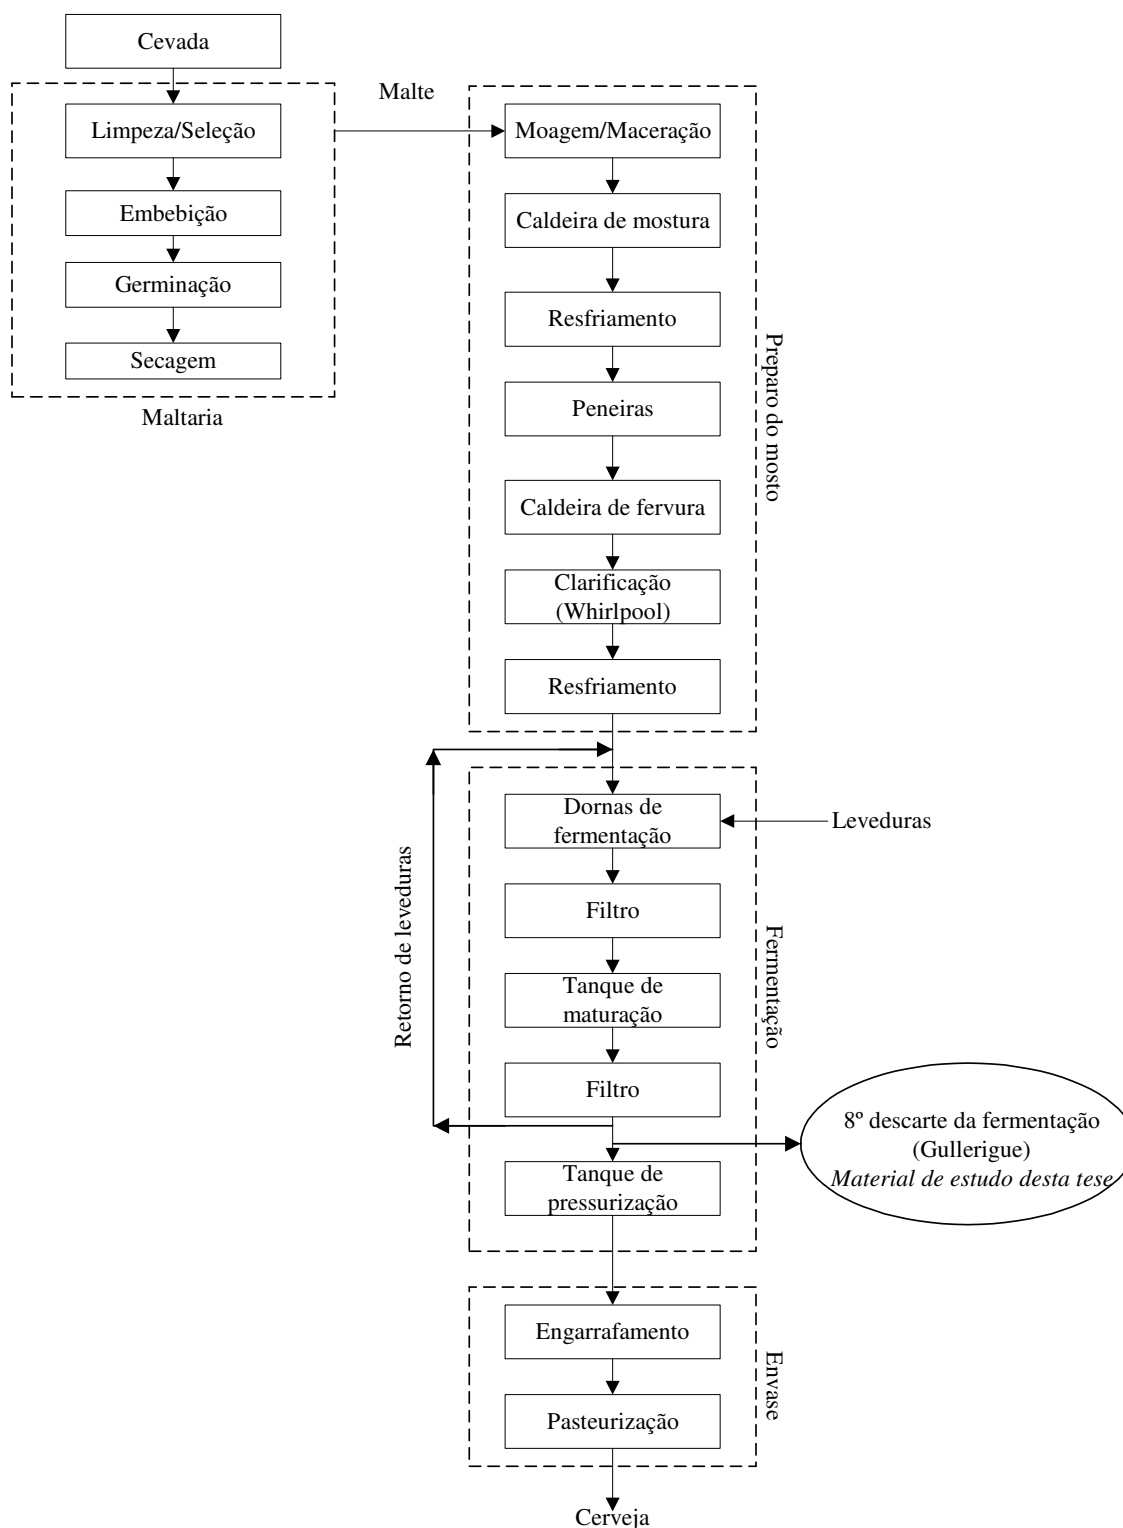 Cevada
Limpeza/Seleção
Embebição
Germinação
Secagem
Maltaria
Malte
Moagem/Maceração
Caldeira de mostura
Resfriamento
Peneiras
Caldeira de fervura
Clarificação
(Whirlpool)
Resfriamento
Preparo do mosto
Dornas de
fermentação
Leveduras
Filtro
Tanque de
maturação
Filtro
Retorno de leveduras
Fermentação
8º descarte da fermentação
(Gullerigue)
Material de estudo desta tese
Tanque de
pressurização
Engarrafamento
Pasteurização
Envase
Cerveja